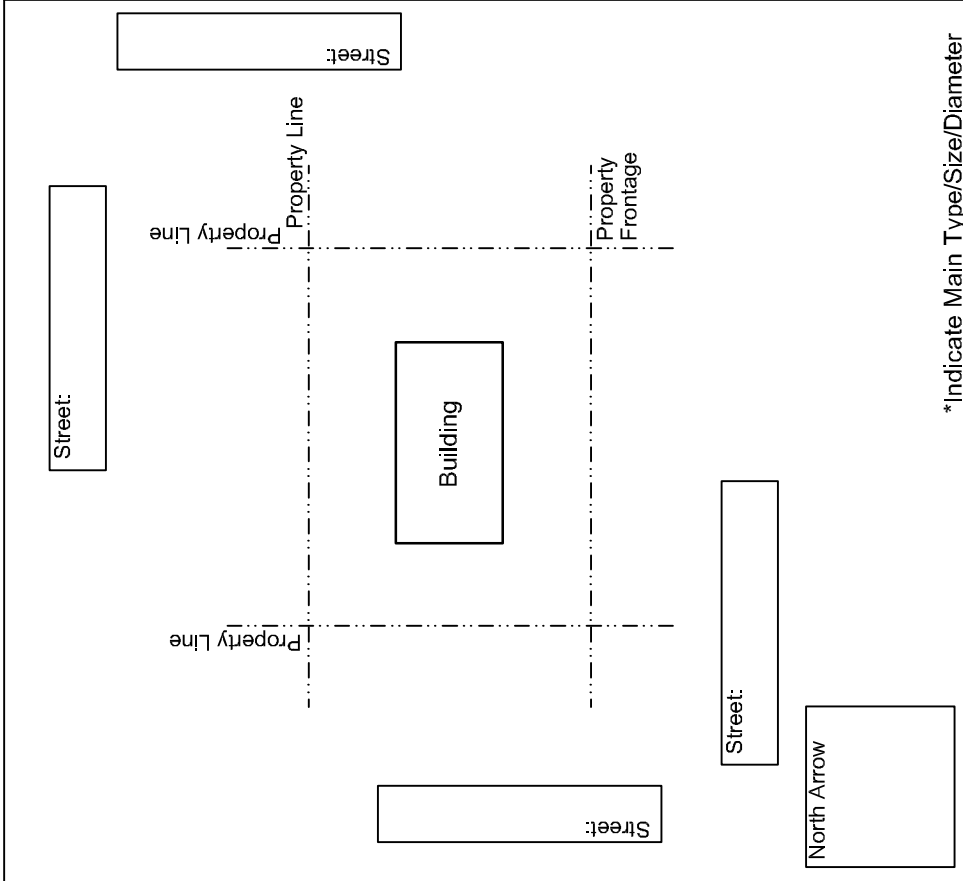 Street:
Street:
Property Line
Property Line
Property Line
Building
Property
Frontage
Street:
Street:
North Arrow
*Indicate Main Type/Size/Diameter